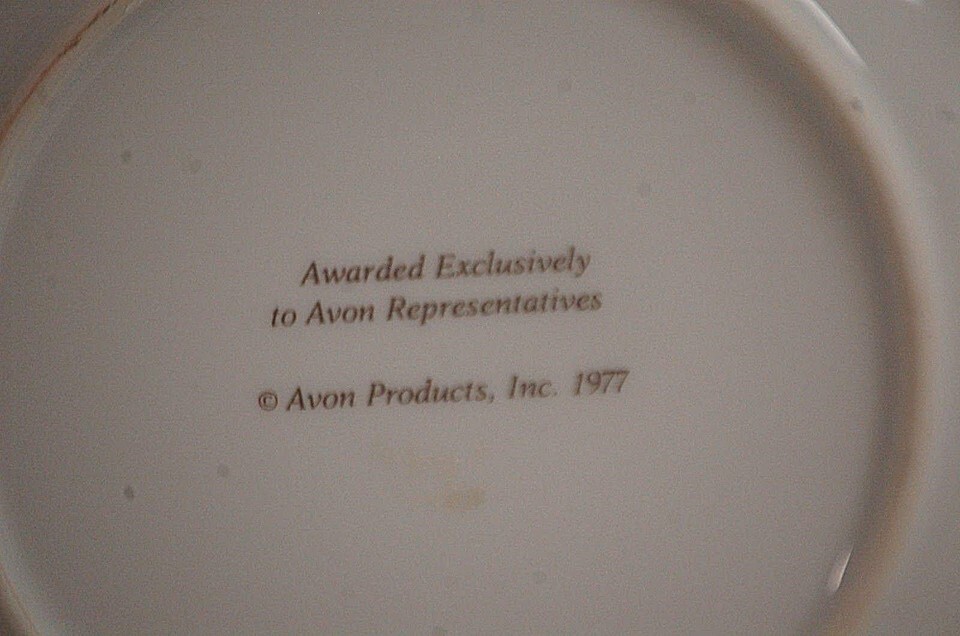 Awarded Exclusively
to Avon Representatives
© Avon Products, Inc. 1977